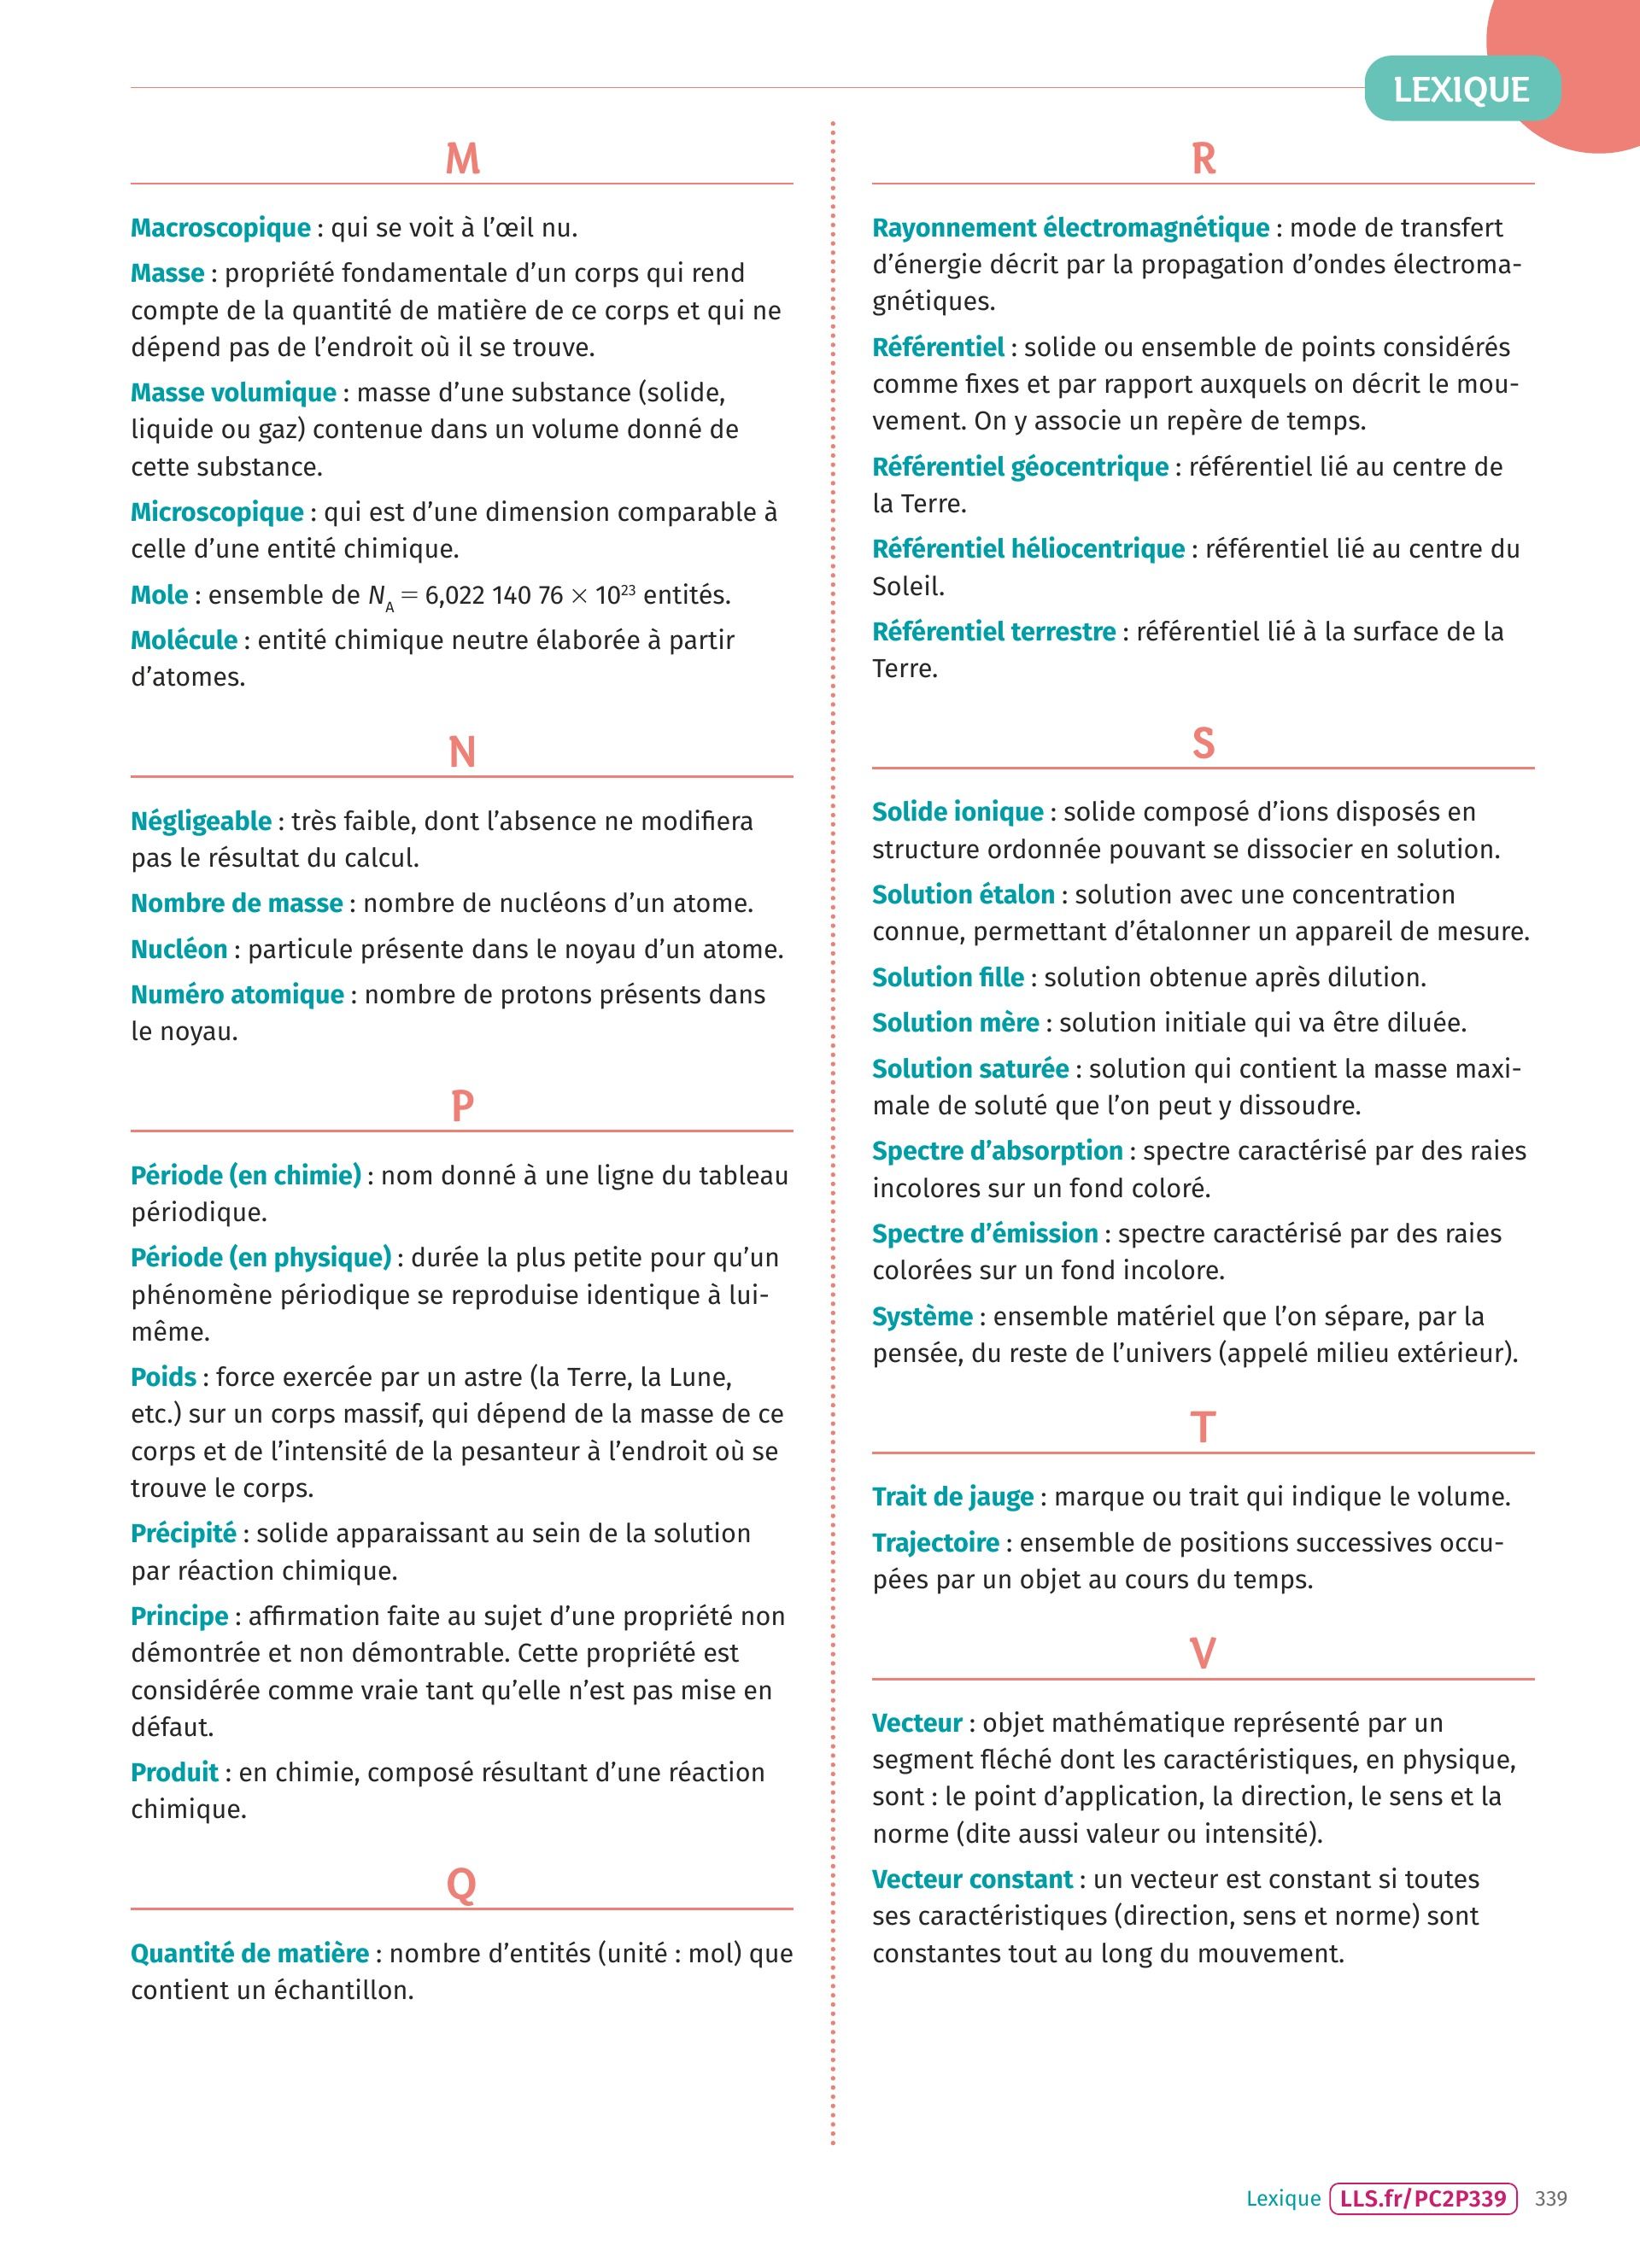 LEXIQUE
M
Macroscopique : qui se voit à l’œil nu.
Masse : propriété fondamentale d’un corps qui rend
compte de la quantité de matière de ce corps et qui ne
dépend pas de l’endroit où il se trouve.
Masse volumique : masse d’une substance (solide,
liquide ou gaz) contenue dans un volume donné de
cette substance.
Microscopique : qui est d’une dimension comparable à
celle d’une entité chimique.
Mole : ensemble de N_A = 6,022 140 76 × 10²³ entités.
Molécule : entité chimique neutre élaborée à partir
d’atomes.
N
Négligeable : très faible, dont l’absence ne modifiera
pas le résultat du calcul.
Nombre de masse : nombre de nucléons d’un atome.
Nucléon : particule présente dans le noyau d’un atome.
Numéro atomique : nombre de protons présents dans
le noyau.
P
Période (en chimie) : nom donné à une ligne du tableau
périodique.
Période (en physique) : durée la plus petite pour qu’un
phénomène périodique se reproduise identique à lui-
même.
Poids : force exercée par un astre (la Terre, la Lune,
etc.) sur un corps massif, qui dépend de la masse de ce
corps et de l’intensité de la pesanteur à l’endroit où se
trouve le corps.
Précipité : solide apparaissant au sein de la solution
par réaction chimique.
Principe : affirmation faite au sujet d’une propriété non
démontrée et non démontrable. Cette propriété est
considérée comme vraie tant qu’elle n’est pas mise en
défaut.
Produit : en chimie, composé résultant d’une réaction
chimique.
Q
Quantité de matière : nombre d’entités (unité : mol) que
contient un échantillon.
R
Rayonnement électromagnétique : mode de transfert
d’énergie décrit par la propagation d’ondes électroma-
gnétiques.
Référentiel : solide ou ensemble de points considérés
comme fixes et par rapport auxquels on décrit le mou-
vement. On y associe un repère de temps.
Référentiel géocentrique : référentiel lié au centre de
la Terre.
Référentiel héliocentrique : référentiel lié au centre du
Soleil.
Référentiel terrestre : référentiel lié à la surface de la
Terre.
S
Solide ionique : solide composé d’ions disposés en
structure ordonnée pouvant se dissocier en solution.
Solution étalon : solution avec une concentration
connue, permettant d’étalonner un appareil de mesure.
Solution fille : solution obtenue après dilution.
Solution mère : solution initiale qui va être diluée.
Solution saturée : solution qui contient la masse maxi-
male de soluté que l’on peut y dissoudre.
Spectre d’absorption : spectre caractérisé par des raies
incolores sur un fond coloré.
Spectre d’émission : spectre caractérisé par des raies
colorées sur un fond incolore.
Système : ensemble matériel que l’on sépare, par la
pensée, du reste de l’univers (appelé milieu extérieur).
T
Trait de jauge : marque ou trait qui indique le volume.
Trajectoire : ensemble de positions successives occu-
pées par un objet au cours du temps.
V
Vecteur : objet mathématique représenté par un
segment fléché dont les caractéristiques, en physique,
sont : le point d’application, la direction, le sens et la
norme (dite aussi valeur ou intensité).
Vecteur constant : un vecteur est constant si toutes
ses caractéristiques (direction, sens et norme) sont
constantes tout au long du mouvement.
Lexique LLS.fr/PC2P339 339